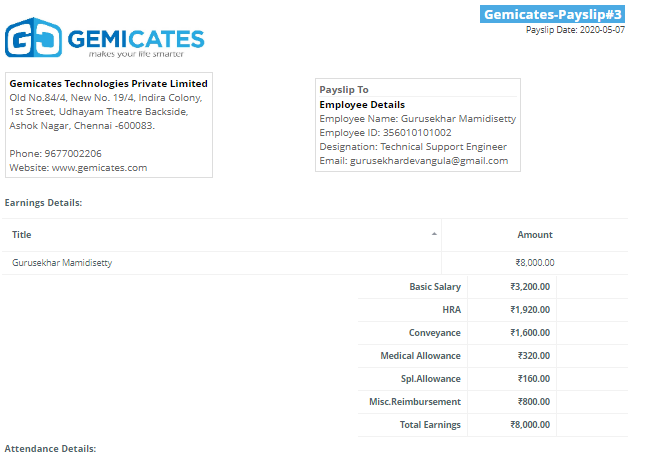 Gemicates-Payslip#3
Payslip Date: 2020-05-07
GEMICATES
makes your life smarter
Gemicates Technologies Private Limited
Old No.84/4, New No. 19/4, Indira Colony,
1st Street, Udhayam Theatre Backside,
Ashok Nagar, Chennai -600083.
Phone: 9677002206
Website: www.gemicates.com
Payslip To
Employee Details
Employee Name: Gurusekhar Mamidisetty
Employee ID: 356010101002
Designation: Technical Support Engineer
Email: gurusekhardevangula@gmail.com
Earnings Details:
Title Amount
Gurusekhar Mamidisetty ₹8,000.00
Basic Salary ₹3,200.00
HRA ₹1,920.00
Conveyance ₹1,600.00
Medical Allowance ₹320.00
Spl.Allowance ₹160.00
Misc.Reimbursement ₹800.00
Total Earnings ₹8,000.00
Attendance Details: